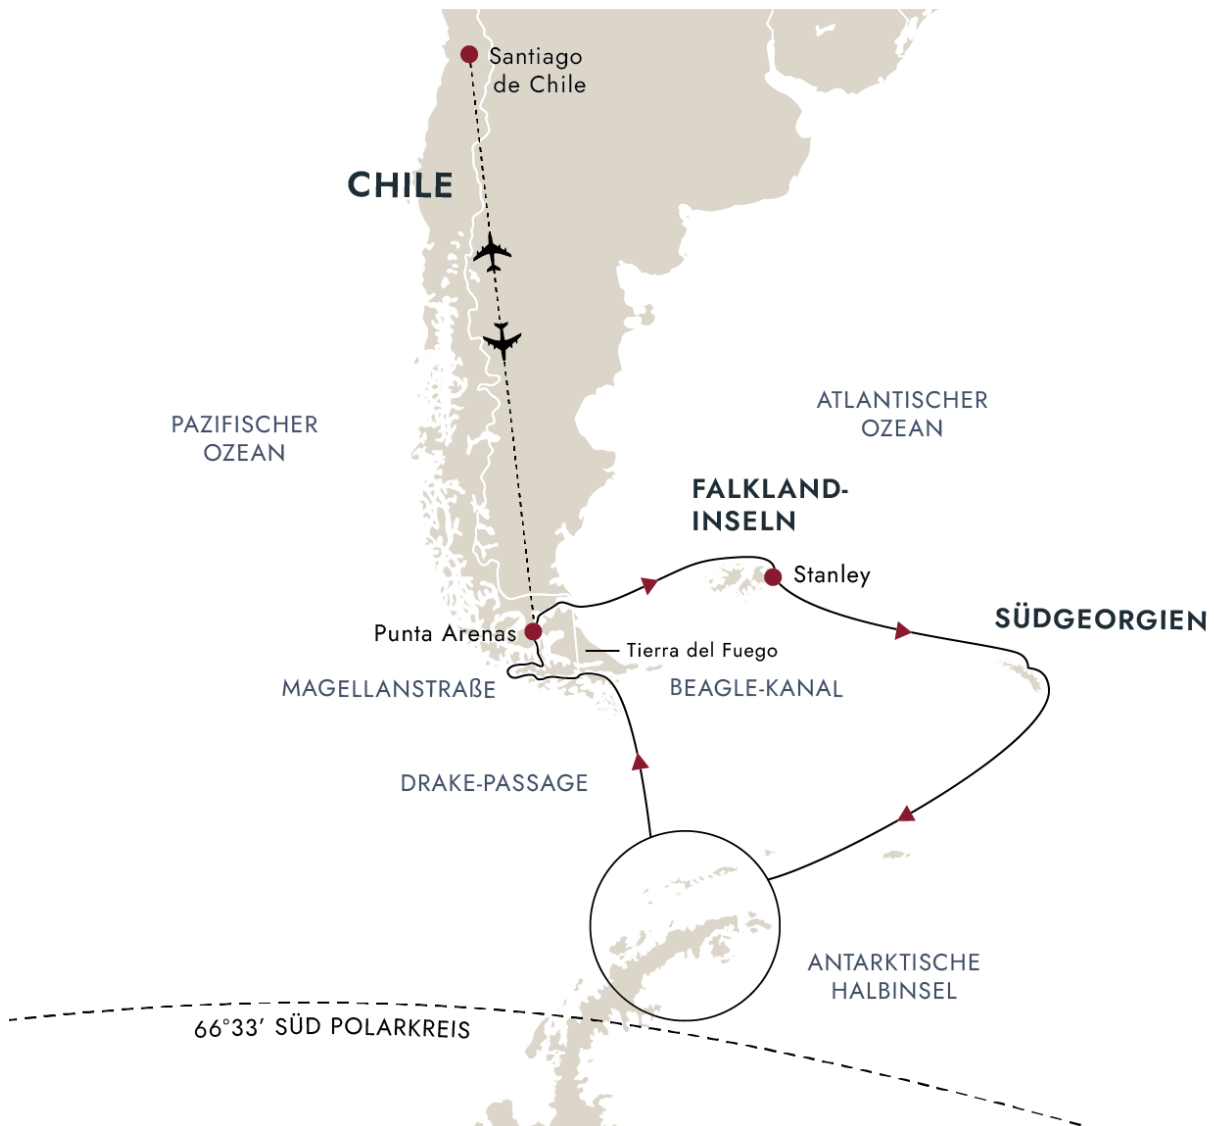 Santiago
de Chile
CHILE
PAZIFISCHER
OZEAN
ATLANTISCHER
OZEAN
FALKLAND-
INSELN
Stanley
SÜDGEORGIEN
Punta Arenas
Tierra del Fuego
MAGELLANSTRAßE
BEAGLE-KANAL
DRAKE-PASSAGE
ANTARKTISCHE
HALBINSEL
66°33’ SÜD POLARKREIS